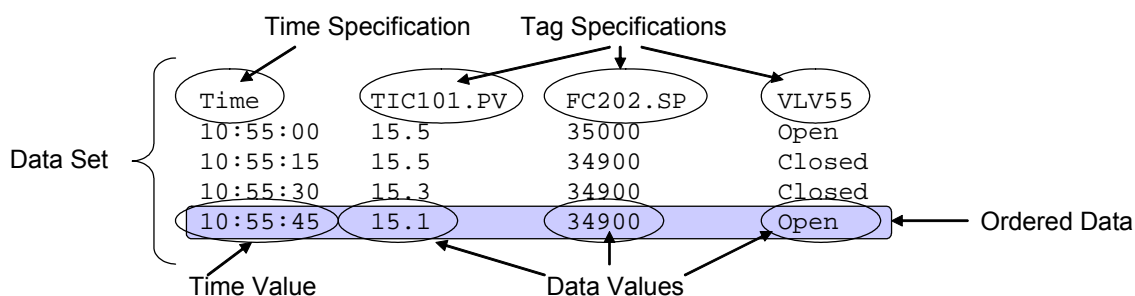 Time Specification Tag Specifications
Time TIC101.PV FC202.SP VLV55
10:55:00 15.5 35000 Open
Data Set
10:55:15 15.5 34900 Closed
10:55:30 15.3 34900 Closed
10:55:45 15.1 34900 Open
Ordered Data
Time Value Data Values